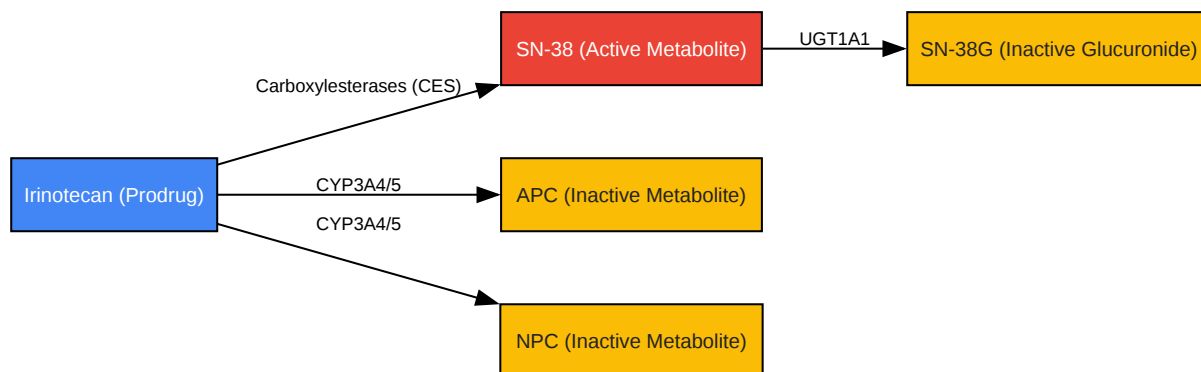 SN-38 (Active Metabolite)
UGT1A1
SN-38G (Inactive Glucuronide)
Carboxylesterases (CES)
Irinotecan (Prodrug)
CYP3A4/5
APC (Inactive Metabolite)
CYP3A4/5
NPC (Inactive Metabolite)